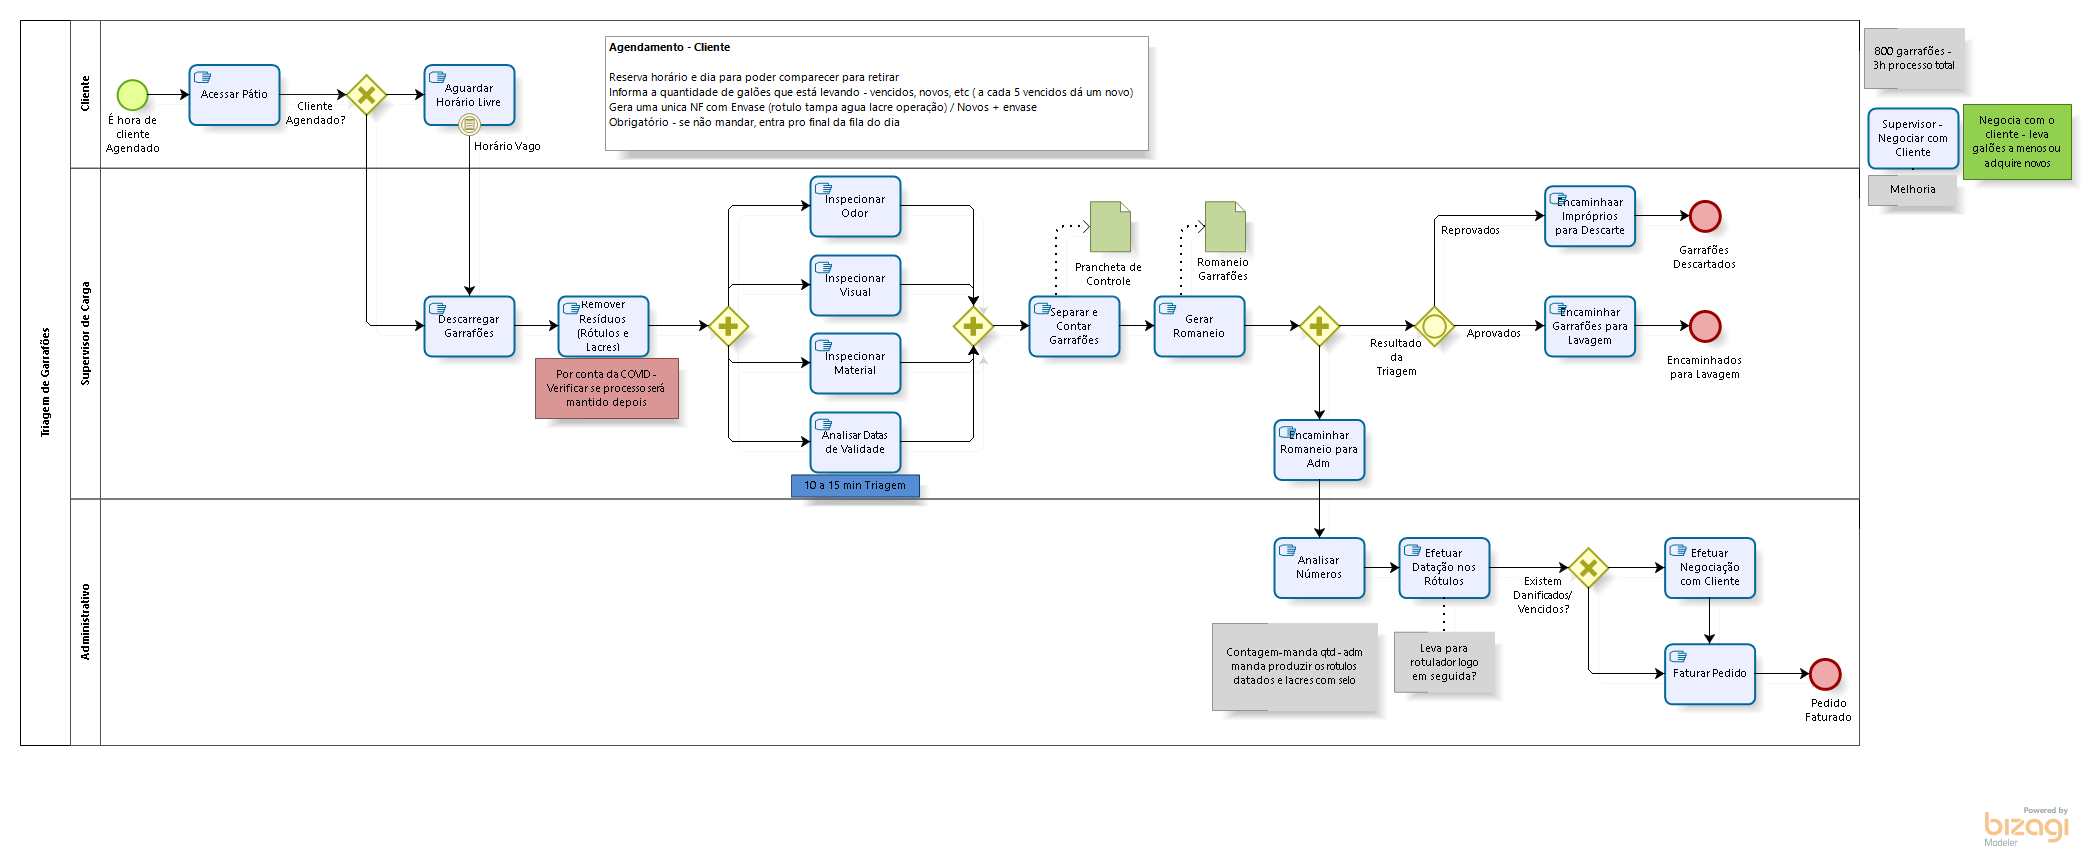 Triagem de Garrafões
Cliente
É hora de
cliente
Agendado
Acessar Pátio
Cliente
Agendado?
Aguardar
Horário Livre
Horário Vago
Agendamento - Cliente
Reserva horário e dia para poder comparecer para retirar
Informa a quantidade de galões que está levando - vencidos, novos, etc ( a cada 5 vencidos dá um novo)
Gera uma unica NF com Envase (rotulo tampa agua lacre operação) / Novos + envase
Obrigatório - se não mandar, entra pro final da fila do dia
800 garrafões -
3h processo total
Supervisor -
Negociar com
Cliente
Negocia com o
cliente - leva
galões a menos ou
adquire novos
Melhoria
Supervisor de Carga
Descarregar
Garrafões
Remover
Resíduos
(Rótulos e
Lacres)
Por conta da COVID -
Verificar se processo será
mantido depois
Inspecionar
Odor
Inspecionar
Visual
Inspecionar
Material
Analisar Datas
de Validade
10 a 15 min Triagem
Separar e
Contar
Garrafões
Prancheta de
Controle
Gerar
Romaneio
Romaneio
Garrafões
Resultado
da
Triagem
Reprovados
Encaminhaar
Impróprios
para Descarte
Garrafões
Descartados
Aprovados
Encaminhar
Garrafões para
Lavagem
Encaminhados
para Lavagem
Encaminhar
Romaneio para
Adm
Administrativo
Analisar
Números
Efetuar
Datação nos
Rótulos
Existem
Danificados/
Vencidos?
Efetuar
Negociação
com Cliente
Contagem-manda qtd - adm
manda produzir os rotulos
datados e lacres com selo
Leva para
rotulador logo
em seguida?
Faturar Pedido
Pedido
Faturado
Powered by
bizagi
Modeler